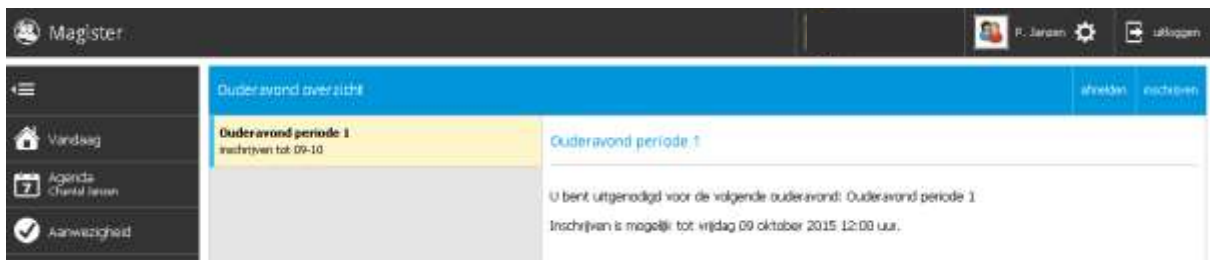 Magister
P. Jansen
uitloggen
Ouderavond overzicht
afmelden
inschrijven
Vandaag
Agenda
Chantal Jansen
Aanwezigheid
Ouderavond periode 1
inschrijven tot 09-10
Ouderavond periode 1
U bent uitgenodigd voor de volgende ouderavond: Ouderavond periode 1
Inschrijven is mogelijk tot vrijdag 09 oktober 2015 12:00 uur.